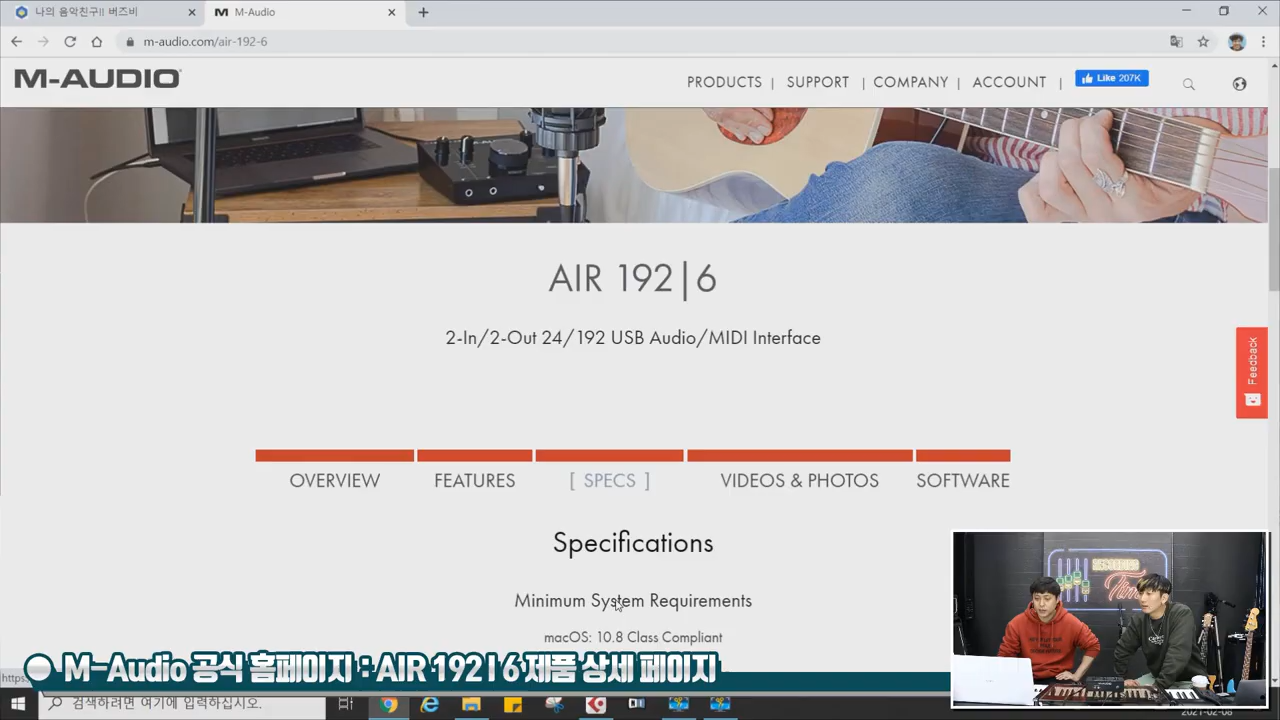 나의 음악친구!! 버즈비
M-Audio
m-audio.com/air-192-6
M-AUDIO
PRODUCTS | SUPPORT | COMPANY | ACCOUNT |
Like 207K
AIR 192|6
2-In/2-Out 24/192 USB Audio/MIDI Interface
Feedback
OVERVIEW
FEATURES
[ SPECS ]
VIDEOS & PHOTOS
SOFTWARE
Specifications
Minimum System Requirements
macOS: 10.8 Class Compliant
M-Audio 공식 홈페이지 : AIR 192 | 6 제품 상세 페이지
https:
검색하려면 여기에 입력하십시오.
2021-02-08
Time